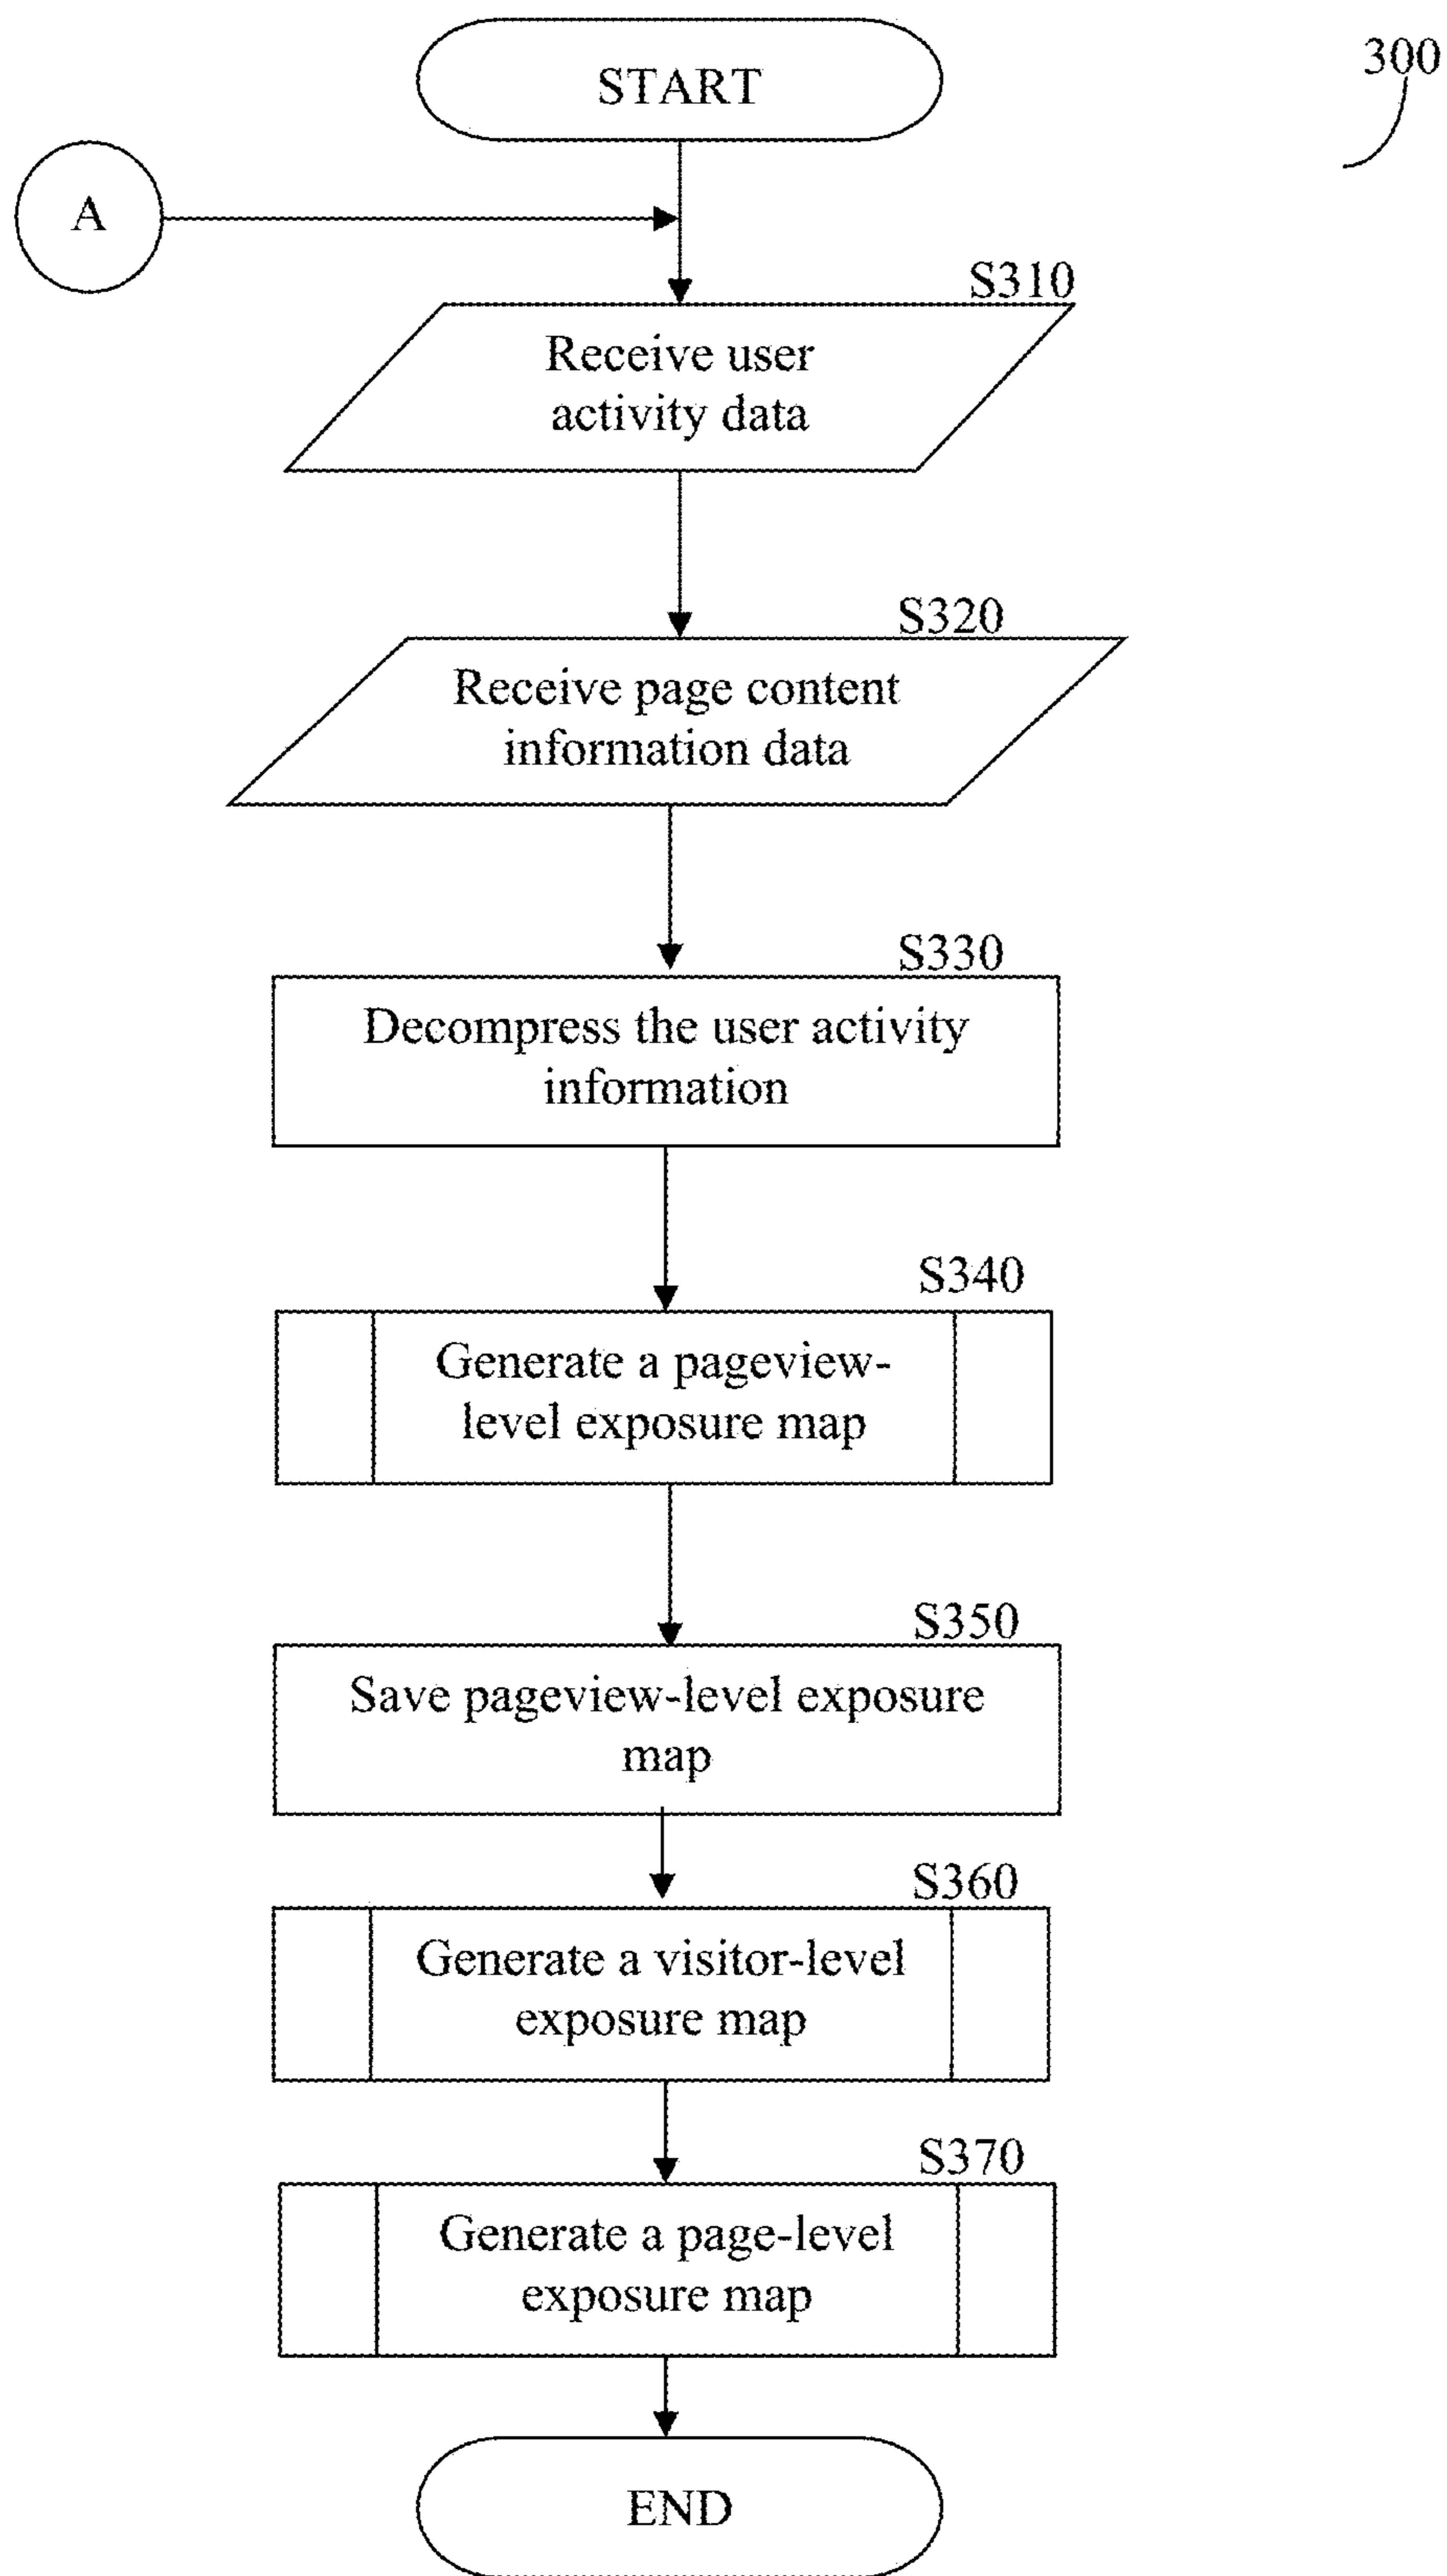 START
300
A
S310
Receive user
activity data
S320
Receive page content
information data
S330
Decompress the user activity
information
S340
Generate a pageview-
level exposure map
S350
Save pageview-level exposure
map
S360
Generate a visitor-level
exposure map
S370
Generate a page-level
exposure map
END